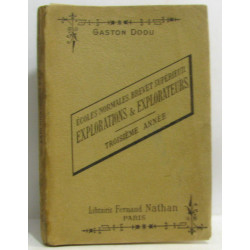 GASTON DODU
ÉCOLES NORMALES BREVET SUPÉRIEUR
EXPLORATIONS & EXPLORATEURS
TROISIÈME ANNÉE
Librairie Fernand Nathan
PARIS